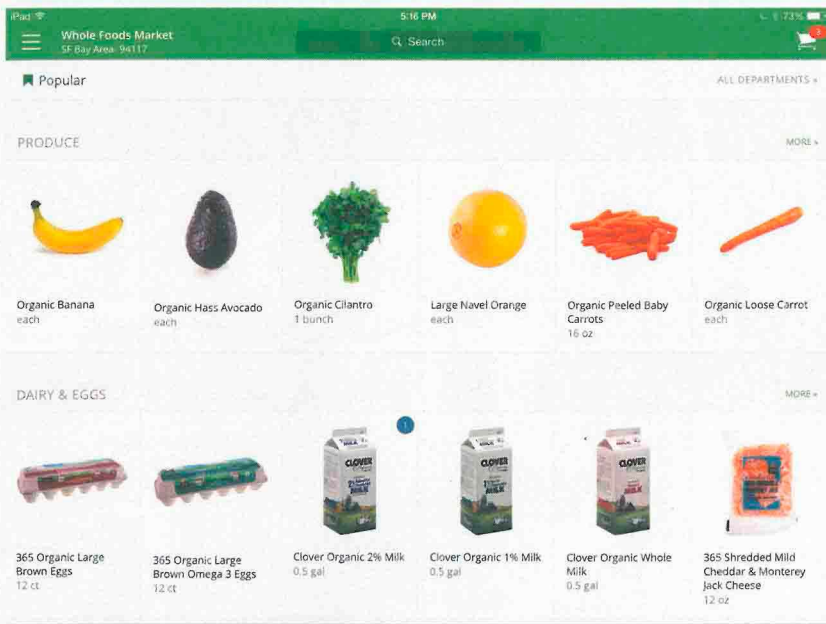 iPad
5:16 PM
73%
Whole Foods Market
SF Bay Area 94117
Search
3
Popular
ALL DEPARTMENTS »
PRODUCE
MORE »
Organic Banana
each
Organic Hass Avocado
each
Organic Cilantro
1 bunch
Large Navel Orange
each
Organic Peeled Baby
Carrots
16 oz
Organic Loose Carrot
each
DAIRY & EGGS
MORE »
1
CLOVER
MILK
CLOVER
MILK
CLOVER
MILK
365 Organic Large
Brown Eggs
12 ct
365 Organic Large
Brown Omega 3 Eggs
12 ct
Clover Organic 2% Milk
0.5 gal
Clover Organic 1% Milk
0.5 gal
Clover Organic Whole
Milk
0.5 gal
365 Shredded Mild
Cheddar & Monterey
Jack Cheese
12 oz